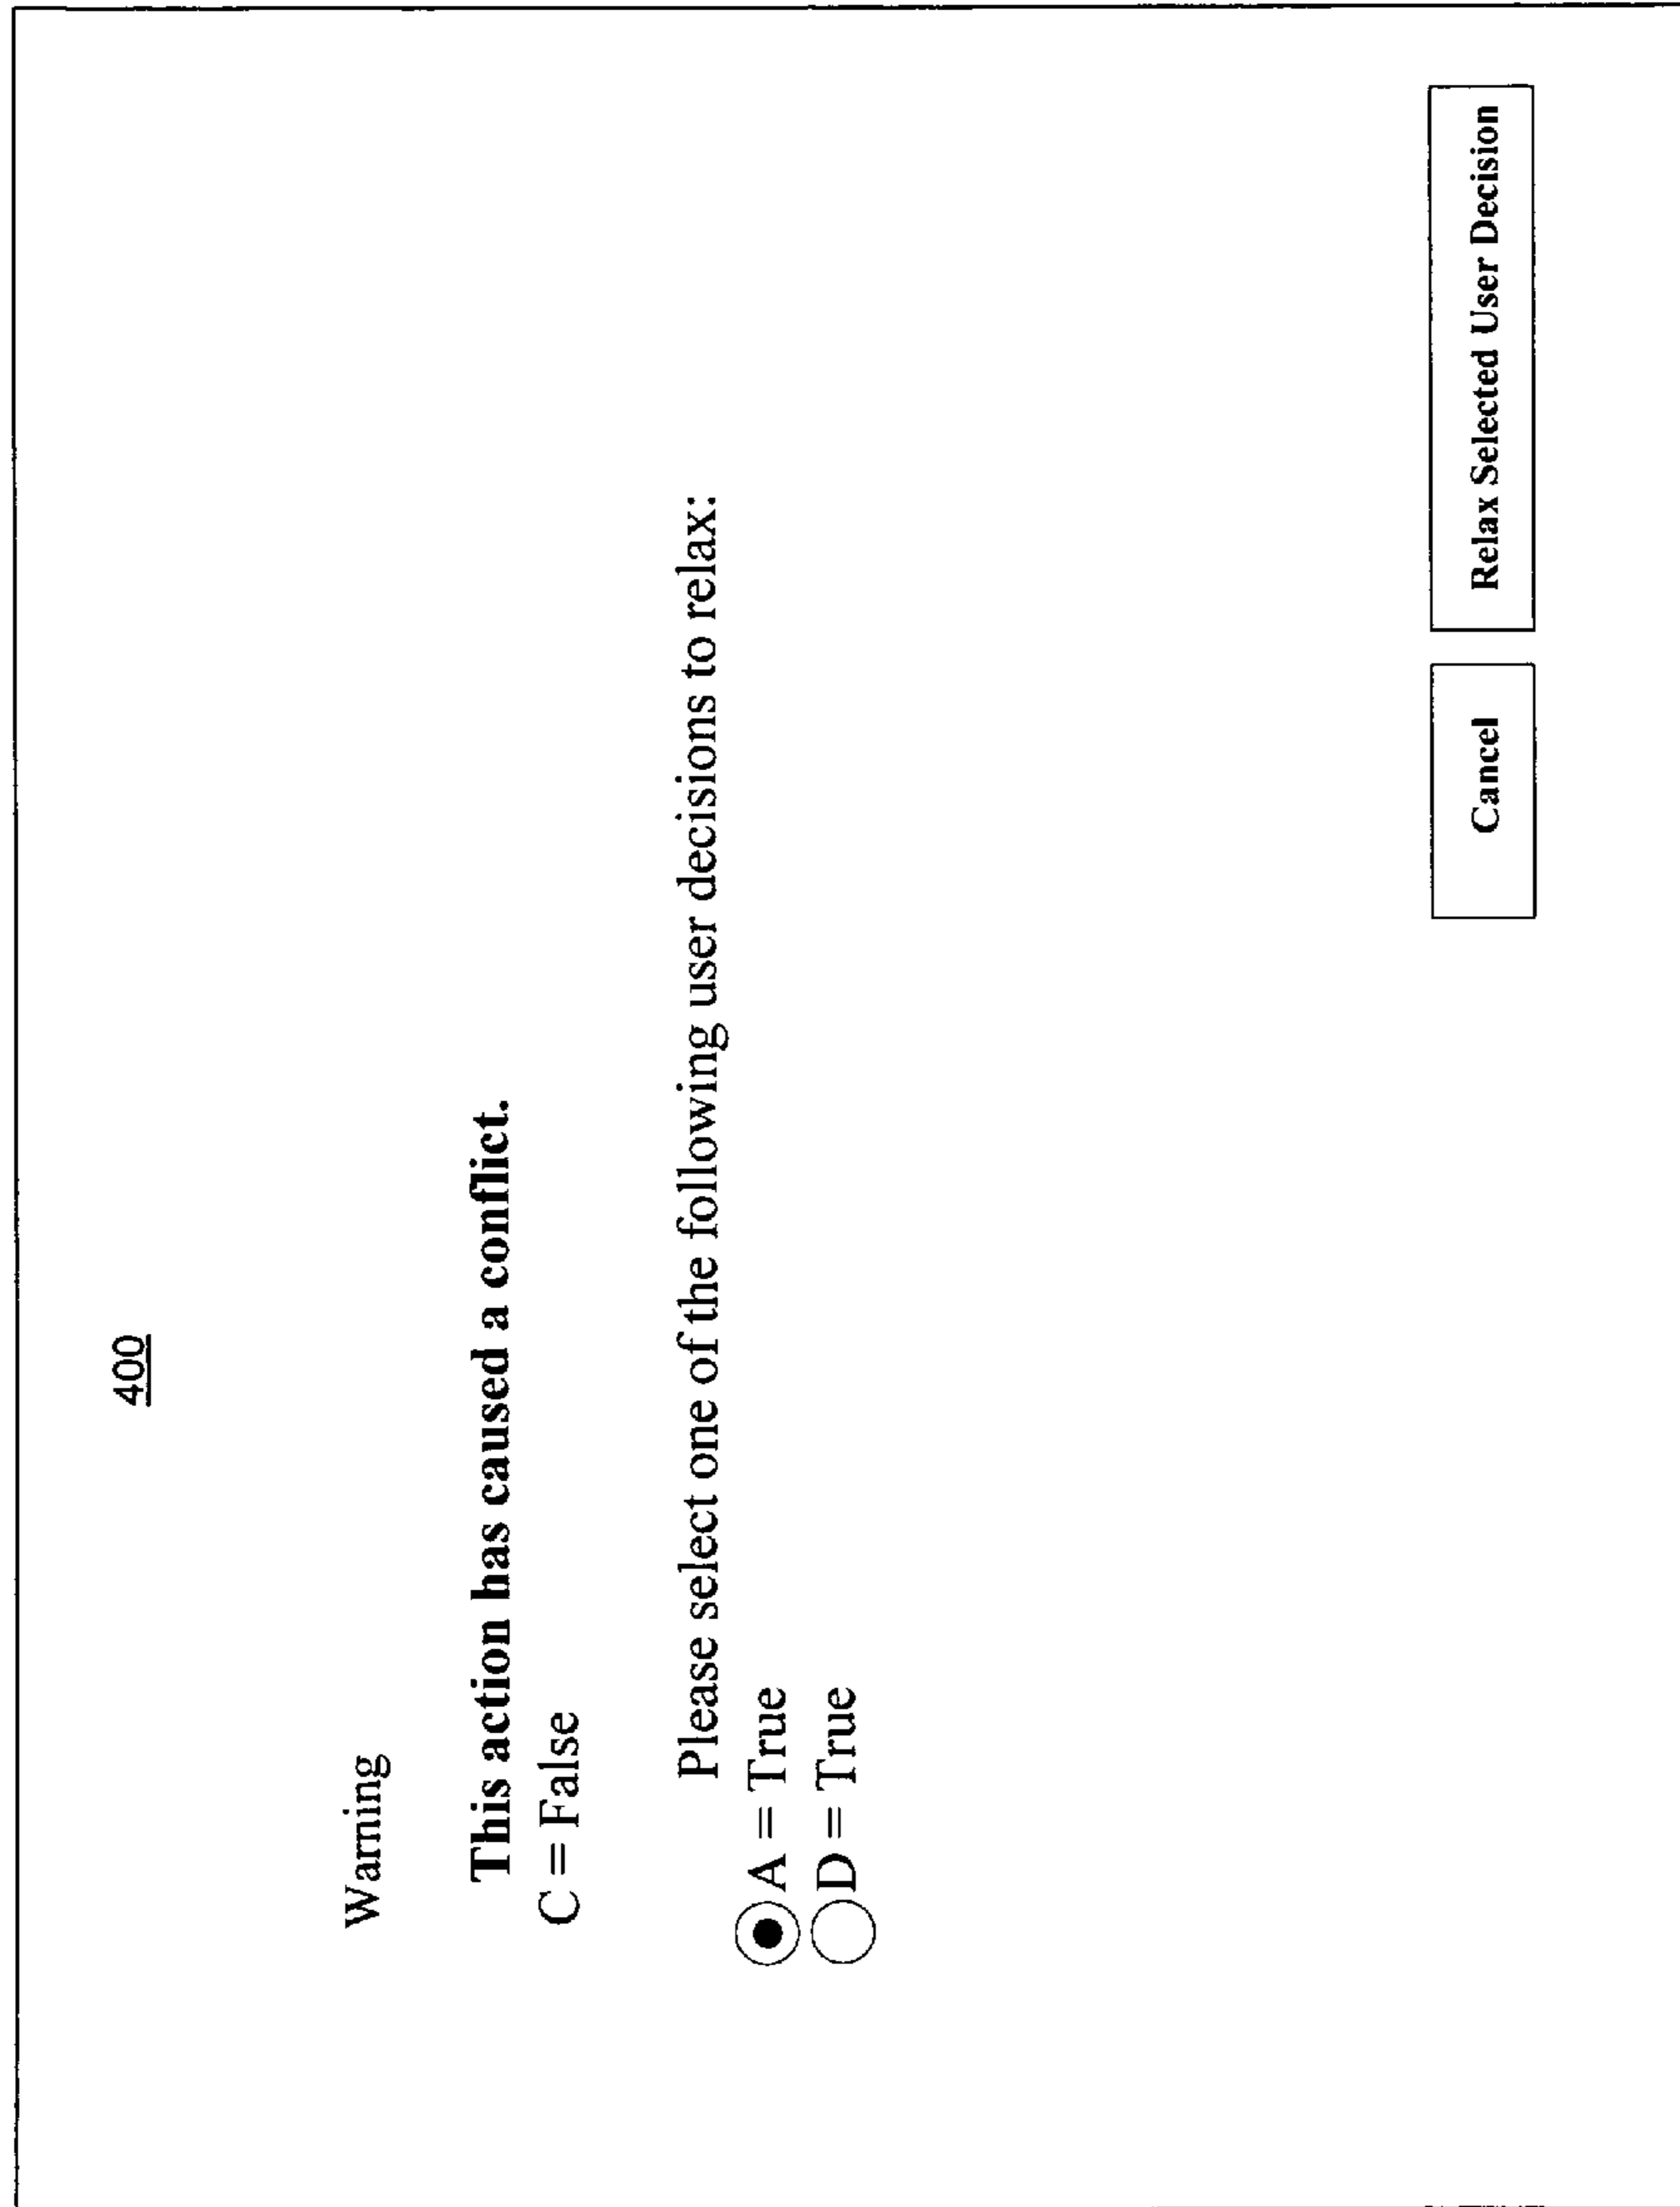 400
Warning
This action has caused a conflict.
C = False
Please select one of the following user decisions to relax:
A = True
D = True
Cancel
Relax Selected User Decision